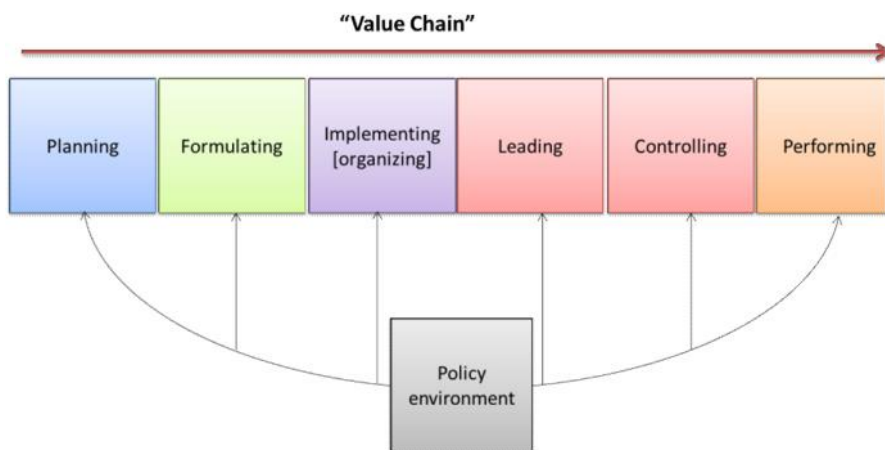 “Value Chain”
Planning
Formulating
Implementing
[organizing]
Leading
Controlling
Performing
Policy
environment